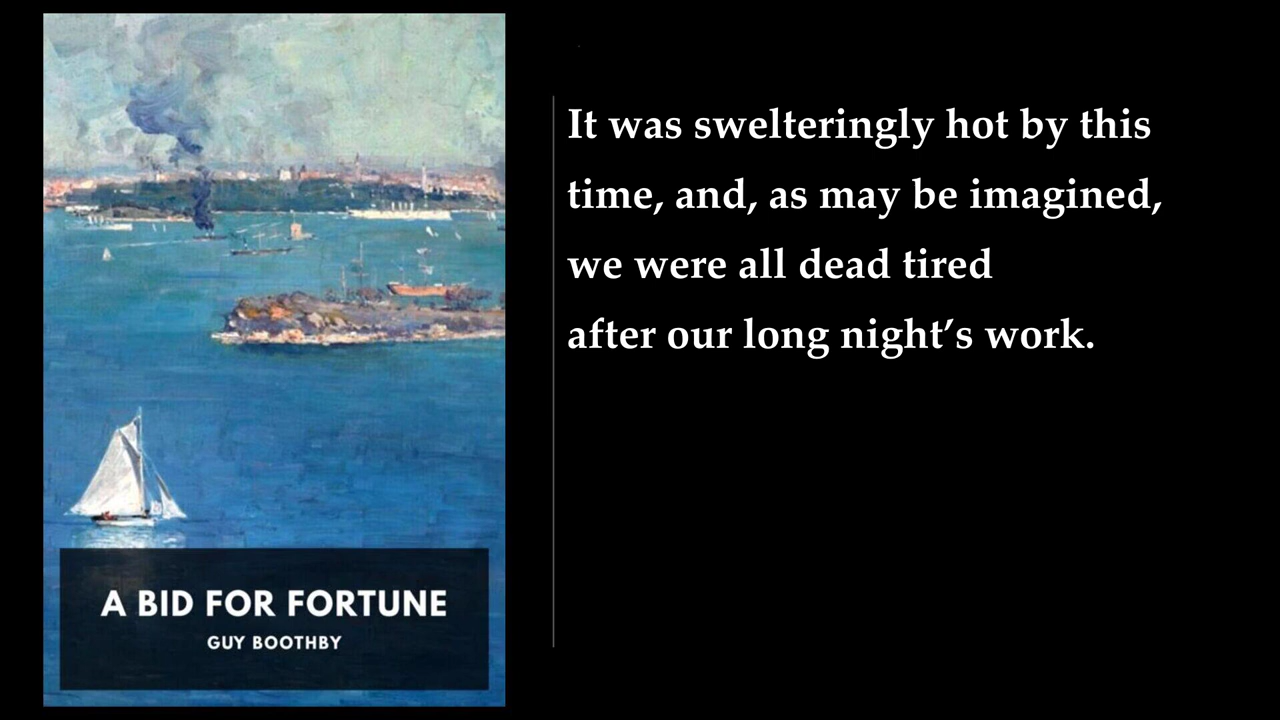 It was swelteringly hot by this
time, and, as may be imagined,
we were all dead tired
after our long night’s work.
A BID FOR FORTUNE
GUY BOOTHBY